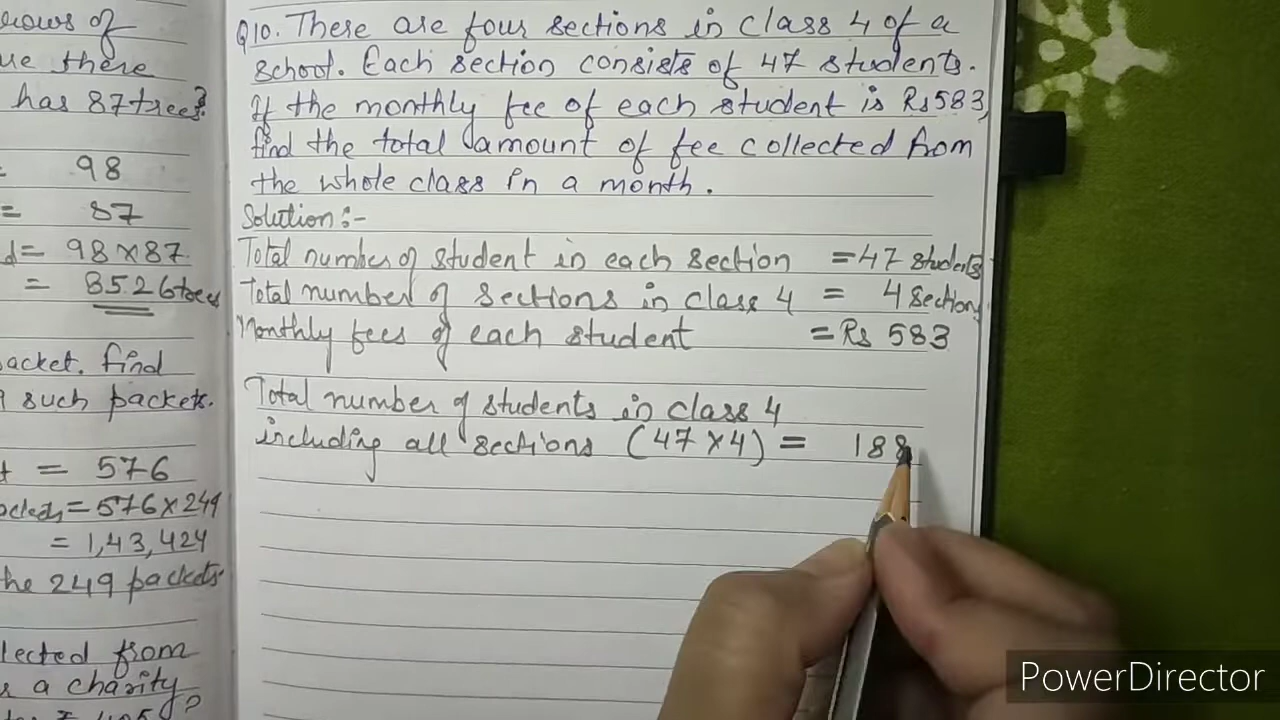 rows of
there
has 87 trees?
98
= 87
d= 98×87
= 8526 trees
packet. find
such packets.
= 576
= 576×249
= 1,43,424
the 249 packets
lected from
a charity
Q10. There are four sections in class 4 of a
school. Each section consists of 47 students.
If the monthly fee of each student is Rs 583,
find the total amount of fee collected from
the whole class in a month.
Solution :-
Total number of student in each section = 47 students
Total number of sections in class 4 = 4 section
Monthly fees of each student = Rs 583
Total number of students in class 4
including all sections (47×4) = 188
PowerDirector